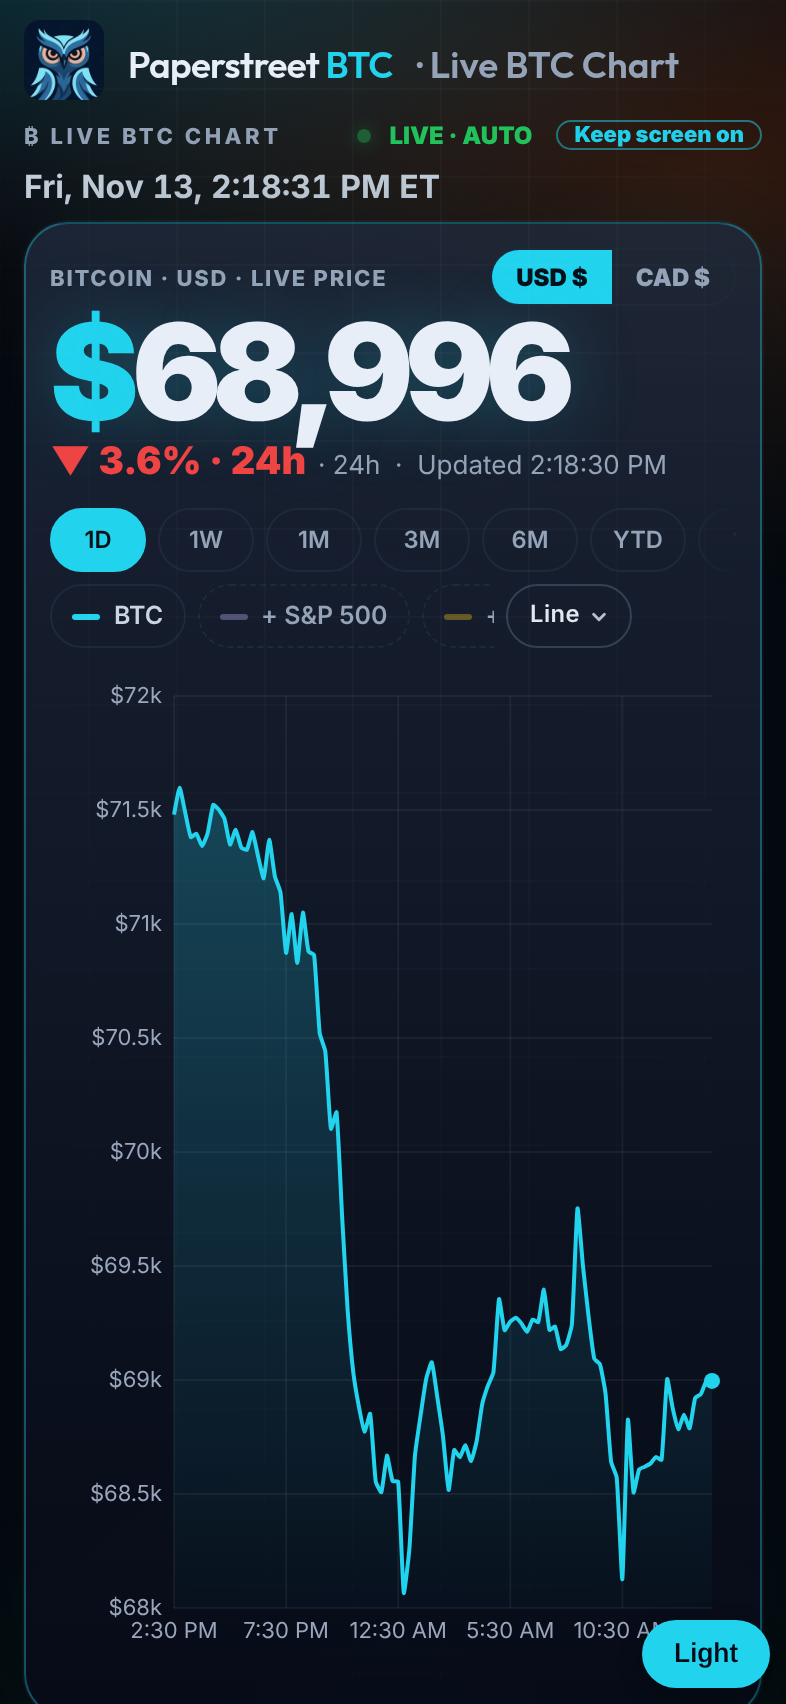 Paperstreet BTC · Live BTC Chart
₿ LIVE BTC CHART
LIVE · AUTO
Keep screen on
Fri, Nov 13, 2:18:31 PM ET
BITCOIN · USD · LIVE PRICE
USD $
CAD $
$68,996
▼ 3.6% · 24h · 24h · Updated 2:18:30 PM
1D 1W 1M 3M 6M YTD
BTC + S&P 500 + Line
$72k
$71.5k
$71k
$70.5k
$70k
$69.5k
$69k
$68.5k
$68k
2:30 PM 7:30 PM 12:30 AM 5:30 AM 10:30 AM
Light